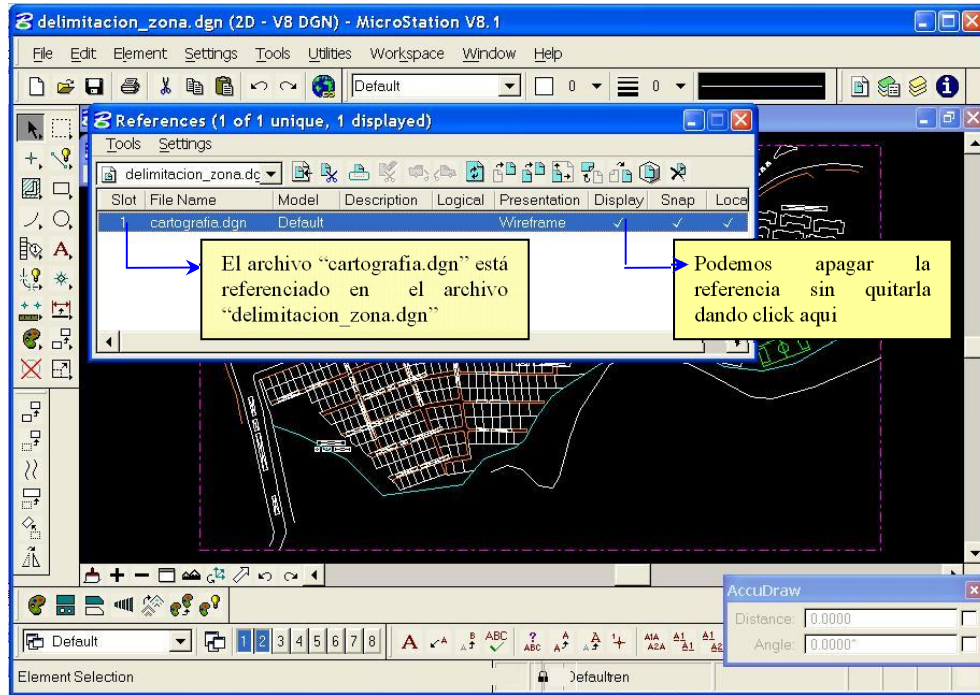 delimitacion_zona.dgn (2D - V8 DGN) - MicroStation V8.1
File Edit Element Settings Tools Utilities Workspace Window Help
Default 0 0
References (1 of 1 unique, 1 displayed)
Tools Settings
delimitacion_zona.dg
Slot File Name Model Description Logical Presentation Display Snap Loca
1 cartografia.dgn Default Wireframe
El archivo “cartografia.dgn” está
referenciado en el archivo
“delimitacion_zona.dgn”
Podemos apagar la
referencia sin quitarla
dando click aqui
AccuDraw
Distance: 0.0000
Angle: 0.0000°
Default 1 2 3 4 5 6 7 8
Element Selection
Defaultren